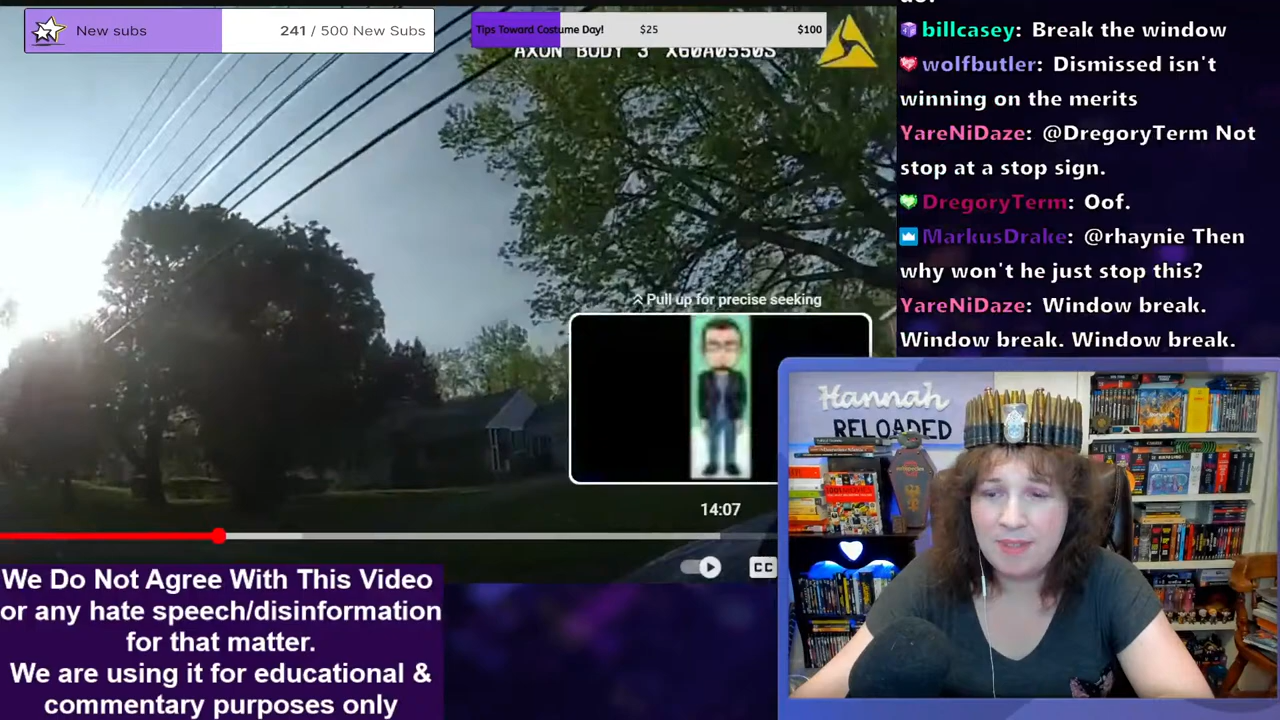 New subs
241 / 500 New Subs
Tips Toward Costume Day!
$25
$100
AXON BODY 3 X60A0550S
Pull up for precise seeking
14:07
CC
We Do Not Agree With This Video
or any hate speech/disinformation
for that matter.
We are using it for educational &
commentary purposes only
billcasey: Break the window
wolfbutler: Dismissed isn't
winning on the merits
YareNiDaze: @DregoryTerm Not
stop at a stop sign.
DregoryTerm: Oof.
MarkusDrake: @rhaynie Then
why won't he just stop this?
YareNiDaze: Window break.
Window break. Window break.
Hannah
RELOADED